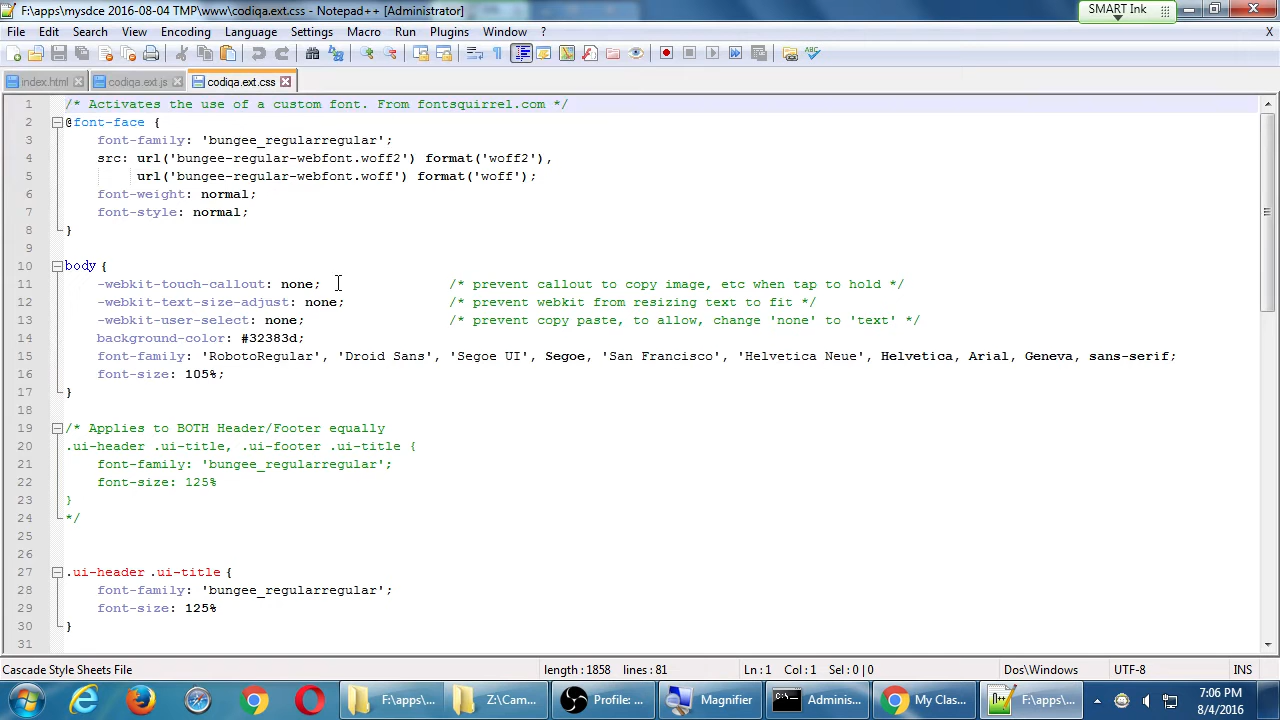 F:\apps\mysdce 2016-08-04 TMP\www\codiqa.ext.css - Notepad++ [Administrator]
SMART Ink
File Edit Search View Encoding Language Settings Macro Run Plugins Window ? X
index.html codiqa.ext.js codiqa.ext.css
1 /* Activates the use of a custom font. From fontsquirrel.com */
2 @font-face {
3 font-family: 'bungee_regularregular';
4 src: url('bungee-regular-webfont.woff2') format('woff2'),
5 url('bungee-regular-webfont.woff') format('woff');
6 font-weight: normal;
7 font-style: normal;
8 }
9
10 body {
11 -webkit-touch-callout: none; /* prevent callout to copy image, etc when tap to hold */
12 -webkit-text-size-adjust: none; /* prevent webkit from resizing text to fit */
13 -webkit-user-select: none; /* prevent copy paste, to allow, change 'none' to 'text' */
14 background-color: #32383d;
15 font-family: 'RobotoRegular', 'Droid Sans', 'Segoe UI', Segoe, 'San Francisco', 'Helvetica Neue', Helvetica, Arial, Geneva, sans-serif;
16 font-size: 105%;
17 }
18
19 /* Applies to BOTH Header/Footer equally
20 .ui-header .ui-title, .ui-footer .ui-title {
21 font-family: 'bungee_regularregular';
22 font-size: 125%
23 }
24 */
25
26
27 .ui-header .ui-title {
28 font-family: 'bungee_regularregular';
29 font-size: 125%
30 }
31
Cascade Style Sheets File length : 1858 lines : 81 Ln : 1 Col : 1 Sel : 0 | 0 Dos\Windows UTF-8 INS
F:\apps\... Z:\Cam... Profile: ... Magnifier Adminis... My Clas... F:\apps\... 7:06 PM
8/4/2016